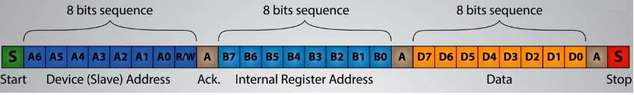 8 bits sequence 8 bits sequence 8 bits sequence
S A6 A5 A4 A3 A2 A1 A0 R/W A B7 B6 B5 B4 B3 B2 B1 B0 A D7 D6 D5 D4 D3 D2 D1 D0 A S
Start Device (Slave) Address Ack. Internal Register Address Data Stop